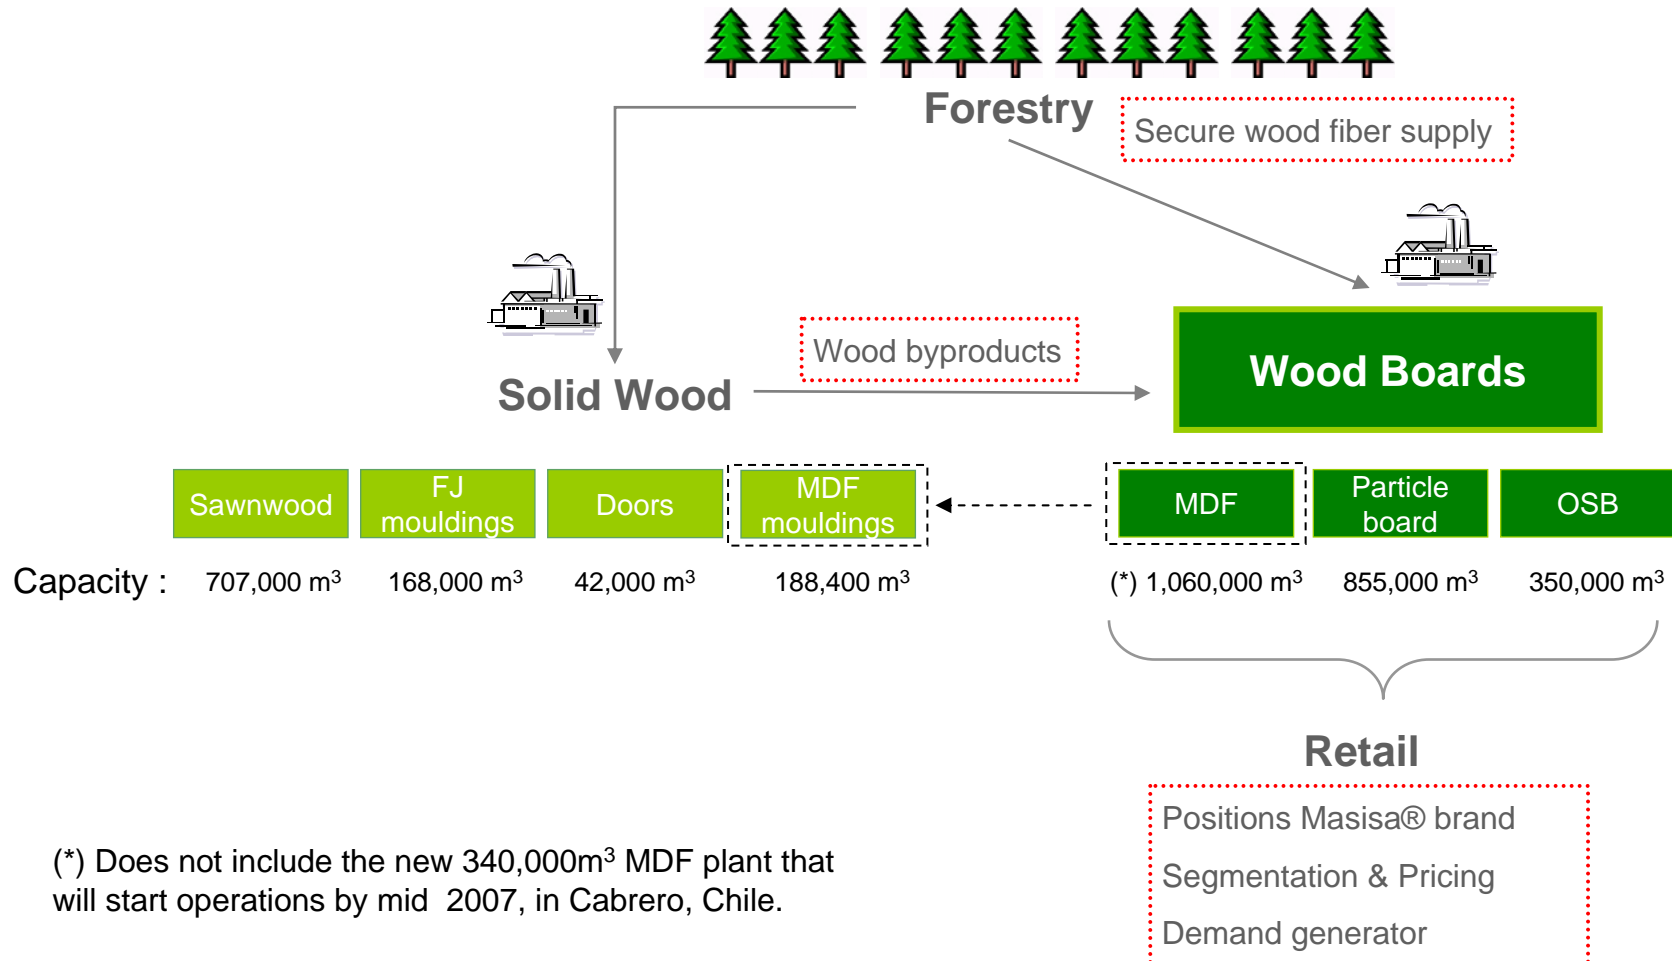 Forestry
Secure wood fiber supply
Wood byproducts
Solid Wood
Wood Boards
Sawnwood
FJ
mouldings
Doors
MDF
mouldings
MDF
Particle
board
OSB
Capacity : 707,000 m³ 168,000 m³ 42,000 m³ 188,400 m³ (*) 1,060,000 m³ 855,000 m³ 350,000 m³
Retail
Positions Masisa® brand
Segmentation & Pricing
Demand generator
(*) Does not include the new 340,000m³ MDF plant that
will start operations by mid 2007, in Cabrero, Chile.